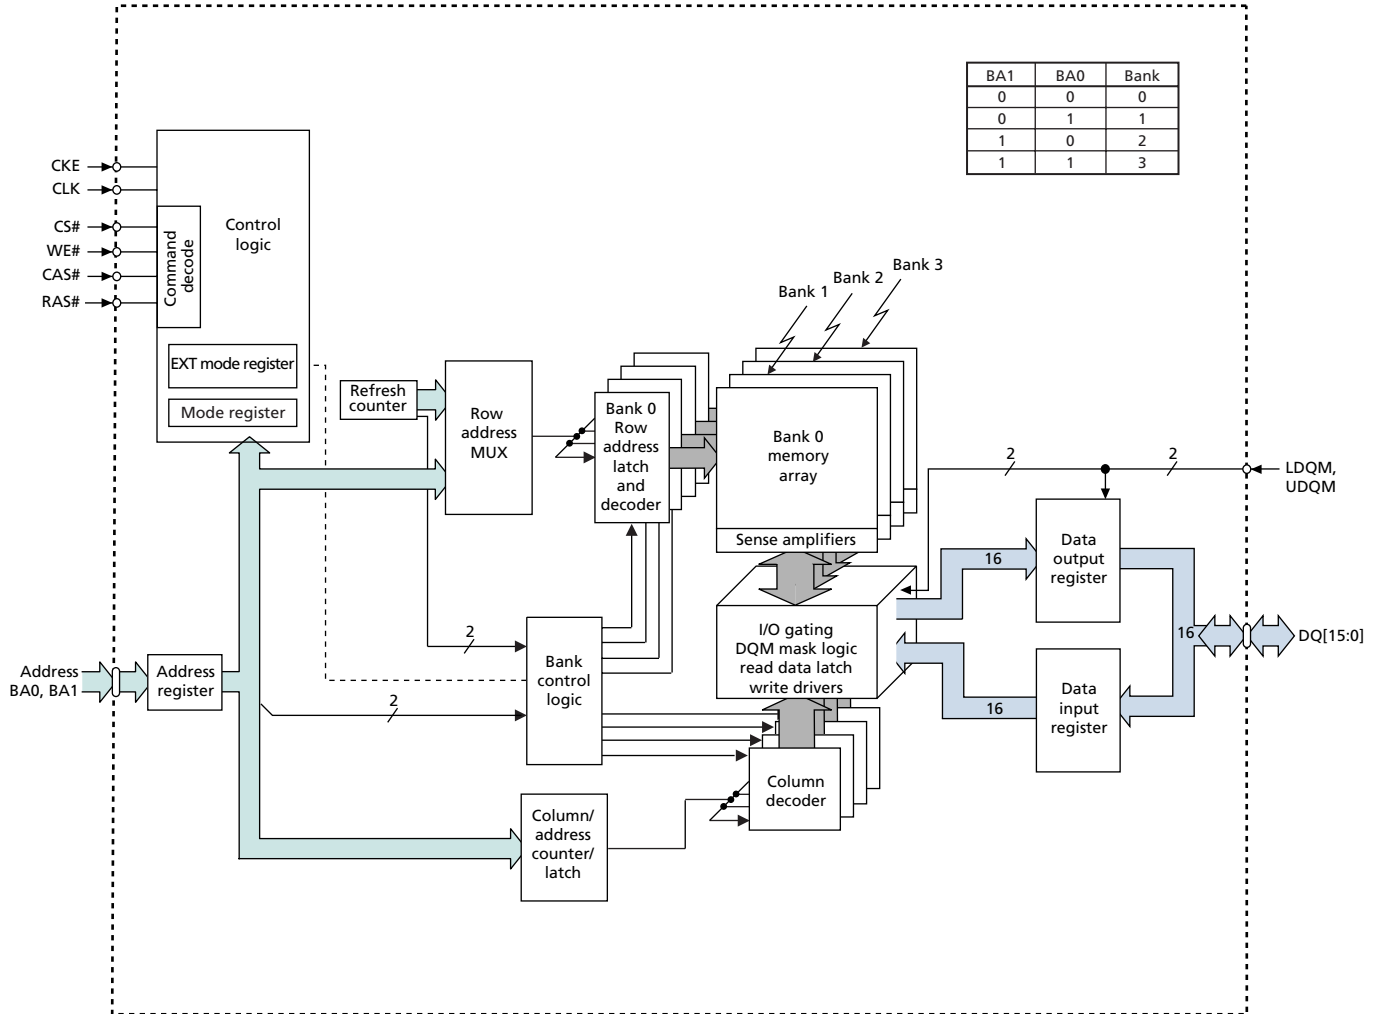 BA1 BA0 Bank
0 0 0
0 1 1
1 0 2
1 1 3
CKE
CLK
CS#
WE#
CAS#
RAS#
Command
decode
Control
logic
EXT mode register
Mode register
Refresh
counter
Row
address
MUX
Bank 0
Row
address
latch
and
decoder
Bank 1
Bank 2
Bank 3
Bank 0
memory
array
Sense amplifiers
2
2
LDQM,
UDQM
16
Data
output
register
I/O gating
DQM mask logic
read data latch
write drivers
16
DQ[15:0]
16
Data
input
register
2
Bank
control
logic
2
Address
BA0, BA1
Address
register
Column
decoder
Column/
address
counter/
latch